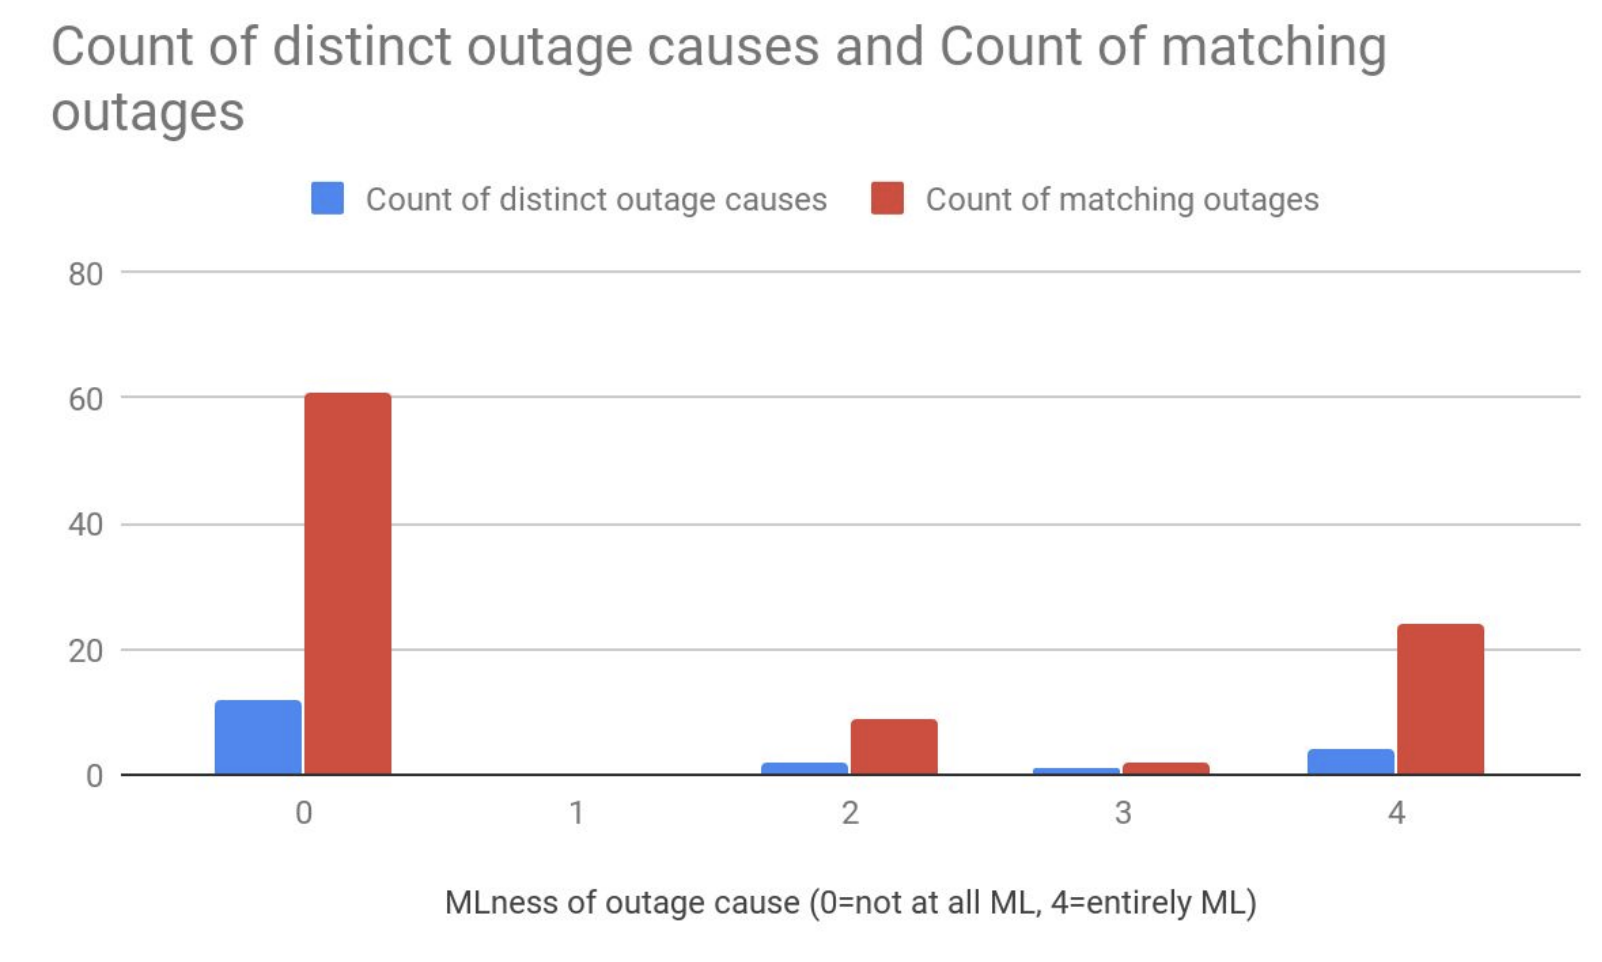 Count of distinct outage causes and Count of matching
outages
Count of distinct outage causes
Count of matching outages
80
60
40
20
0
0 1 2 3 4
MLness of outage cause (0=not at all ML, 4=entirely ML)